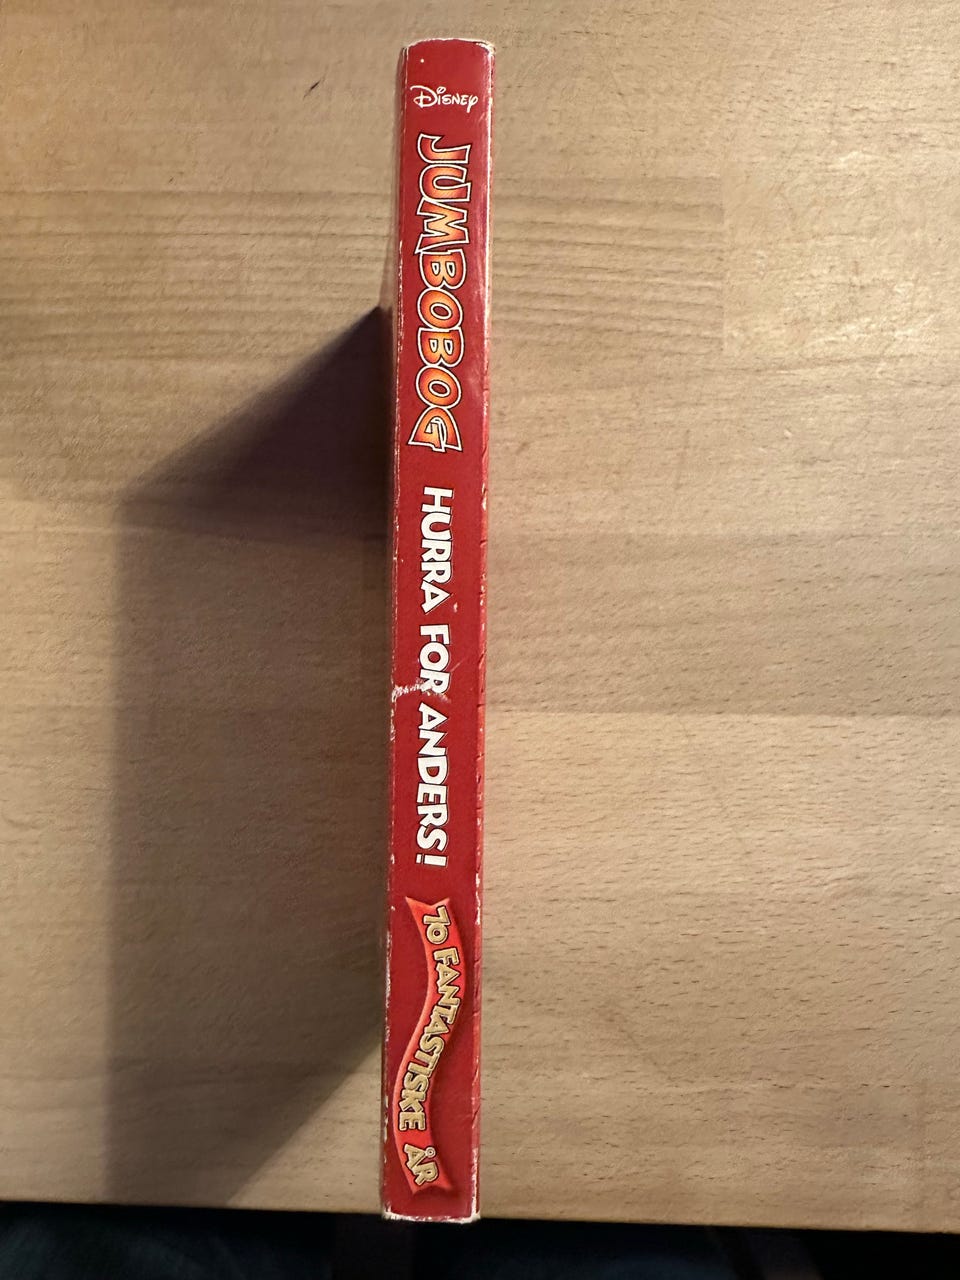 Disney
JUMBOBOG
HURRA FOR ANDERS!
70 FANTASTISKE ÅR